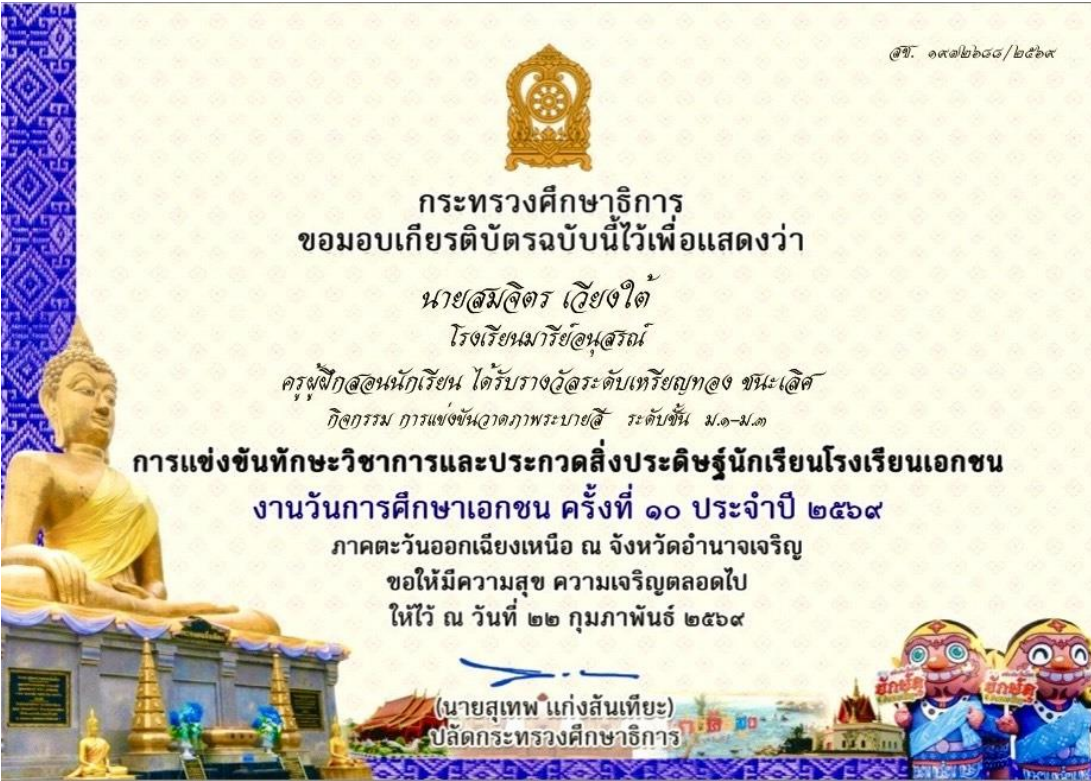 สช. ๑๙๗๒๖๘๘/๒๕๖๙
กระทรวงศึกษาธิการ
ขอมอบเกียรติบัตรฉบับนี้ไว้เพื่อแสดงว่า
นายสมจิตร เวียงใต้
โรงเรียนมารีย์อนุสรณ์
ครูผู้ฝึกสอนนักเรียน ได้รับรางวัลระดับเหรียญทอง ชนะเลิศ
กิจกรรม การแข่งขันวาดภาพระบายสี ระดับชั้น ม.๑-ม.๓
การแข่งขันทักษะวิชาการและประกวดสิ่งประดิษฐ์นักเรียนโรงเรียนเอกชน
งานวันการศึกษาเอกชน ครั้งที่ ๑๐ ประจำปี ๒๕๖๙
ภาคตะวันออกเฉียงเหนือ ณ จังหวัดอำนาจเจริญ
ขอให้มีความสุข ความเจริญตลอดไป
ให้ไว้ ณ วันที่ ๒๒ กุมภาพันธ์ ๒๕๖๙
(นายสุเทพ แก่งสันเทียะ)
ปลัดกระทรวงศึกษาธิการ